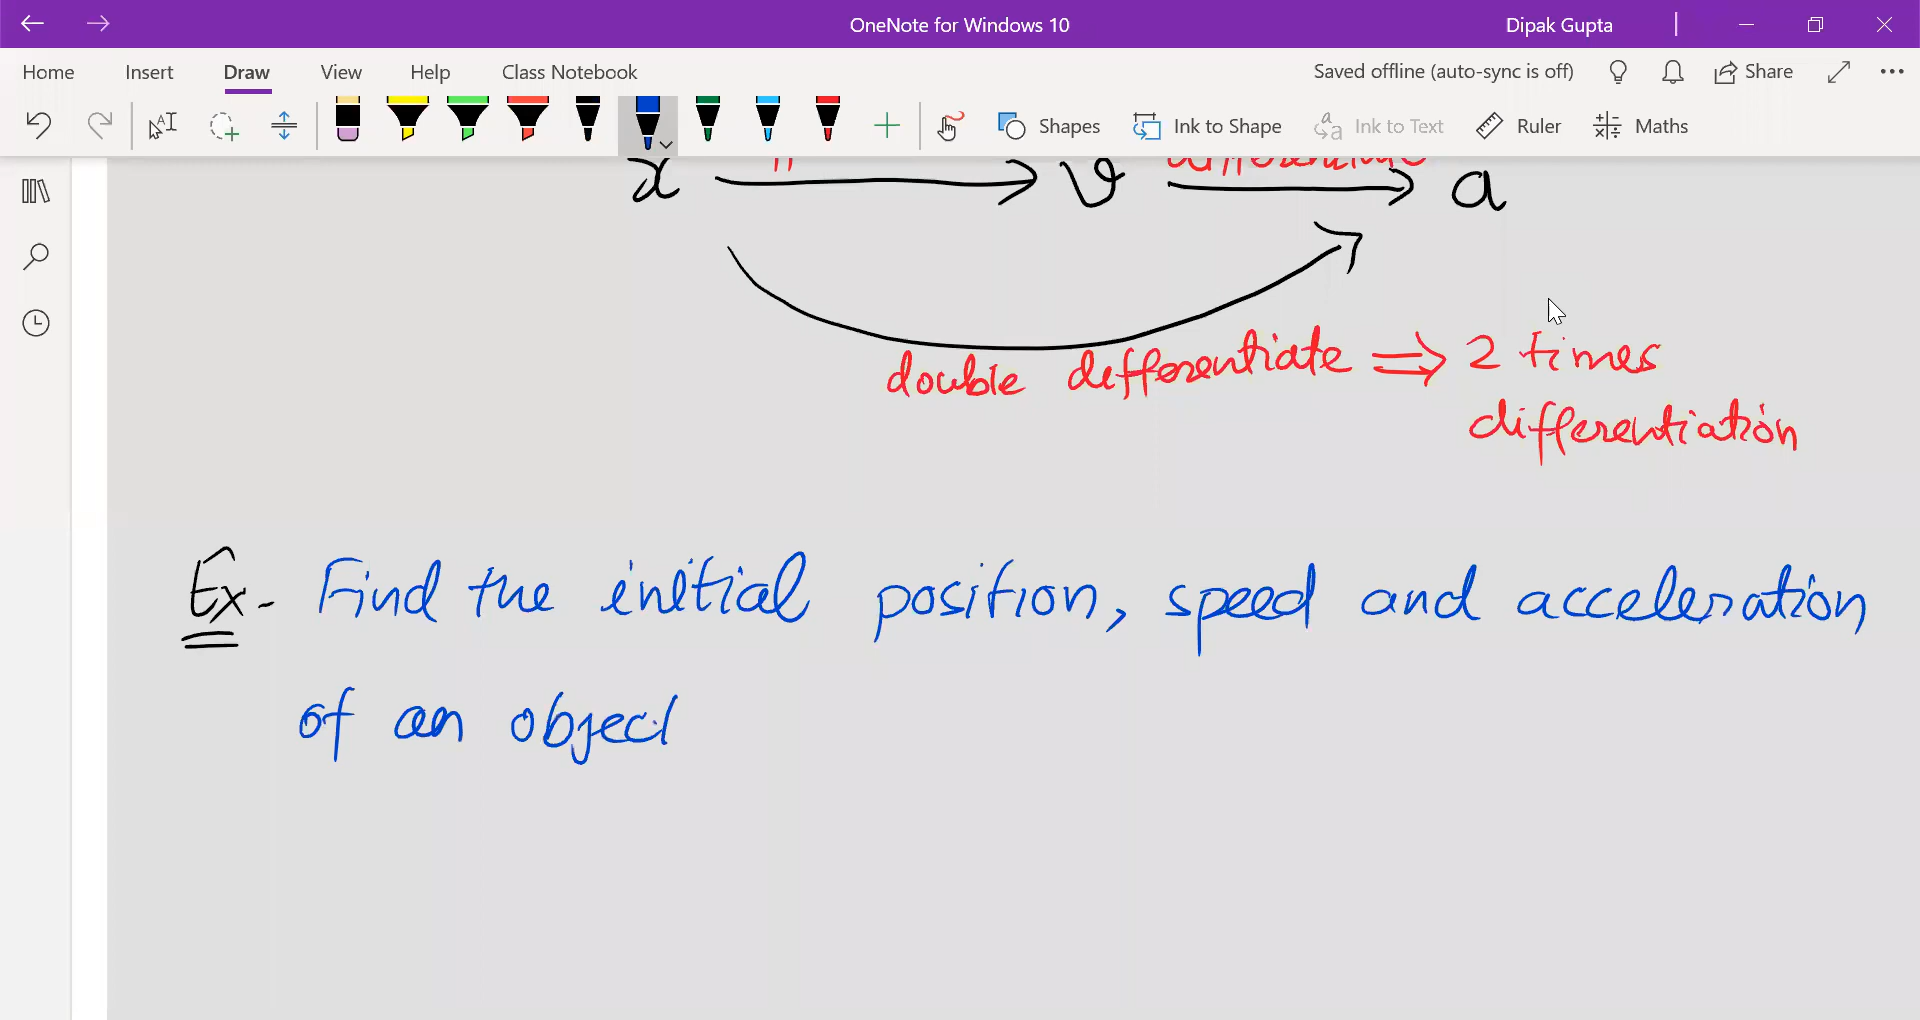 OneNote for Windows 10
Dipak Gupta
Home Insert Draw View Help Class Notebook
Saved offline (auto-sync is off) Share
Shapes Ink to Shape Ink to Text Ruler Maths
x v a
double differentiate ⇒ 2 times
differentiation
Ex- Find the initial position, speed and acceleration
of an object